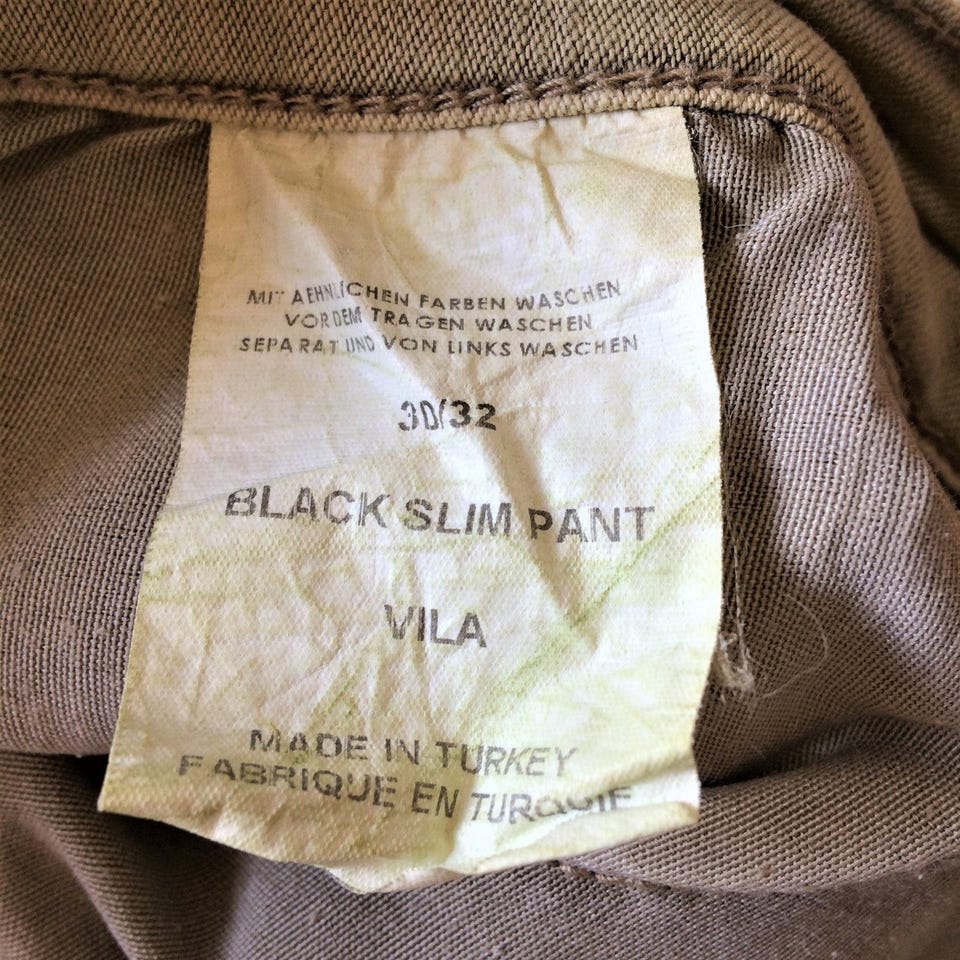 MIT AEHNLICHEN FARBEN WASCHEN
VOR DEM TRAGEN WASCHEN
SEPARAT UND VON LINKS WASCHEN
30/32
BLACK SLIM PANT
VILA
MADE IN TURKEY
FABRIQUE EN TURQUIE